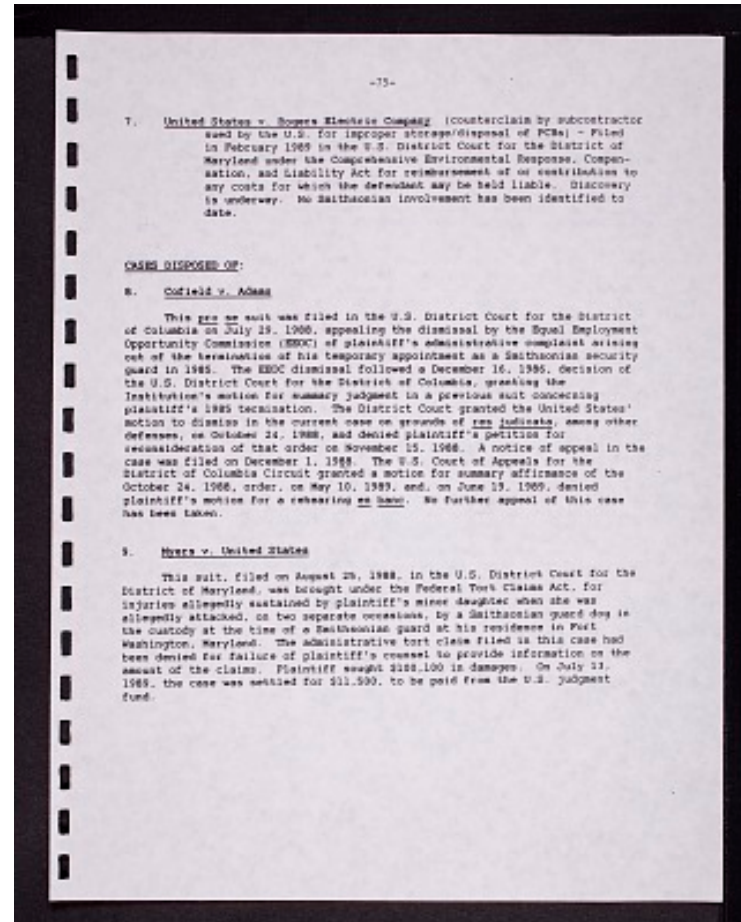 -75-
7. United States v. Rogers Electric Company (counterclaim by subcontractor
sued by the U.S. for improper storage/disposal of PCBs) - Filed
in February 1989 in the U.S. District Court for the District of
Maryland under the Comprehensive Environmental Response, Compen-
sation, and Liability Act for reimbursement of or contribution to
any costs for which the defendant may be held liable. Discovery
is underway. No Smithsonian involvement has been identified to
date.
CASES DISPOSED OF:
8. Cofield v. Adams
This pro se suit was filed in the U.S. District Court for the District
of Columbia on July 29, 1988, appealing the dismissal by the Equal Employment
Opportunity Commission (EEOC) of plaintiff's administrative complaint arising
out of the termination of his temporary appointment as a Smithsonian security
guard in 1985. The EEOC dismissal followed a December 16, 1986, decision of
the U.S. District Court for the District of Columbia, granting the
Institution's motion for summary judgment in a previous suit concerning
plaintiff's 1985 termination. The District Court granted the United States'
motion to dismiss in the current case on grounds of res judicata, among other
defenses, on October 24, 1988, and denied plaintiff's petition for
reconsideration of that order on November 15, 1988. A notice of appeal in the
case was filed on December 1, 1988. The U.S. Court of Appeals for the
District of Columbia Circuit granted a motion for summary affirmance of the
October 24, 1988, order, on May 10, 1989, and, on June 19, 1989, denied
plaintiff's motion for a rehearing en banc. No further appeal of this case
has been taken.
9. Myers v. United States
This suit, filed on August 25, 1988, in the U.S. District Court for the
District of Maryland, was brought under the Federal Tort Claims Act, for
injuries allegedly sustained by plaintiff's minor daughter when she was
allegedly attacked, on two separate occasions, by a Smithsonian guard dog in
the custody at the time of a Smithsonian guard at his residence in Fort
Washington, Maryland. The administrative tort claim filed in this case had
been denied for failure of plaintiff's counsel to provide information on the
amount of the claims. Plaintiff sought $100,100 in damages. On July 13,
1989, the case was settled for $11,500, to be paid from the U.S. judgment
fund.